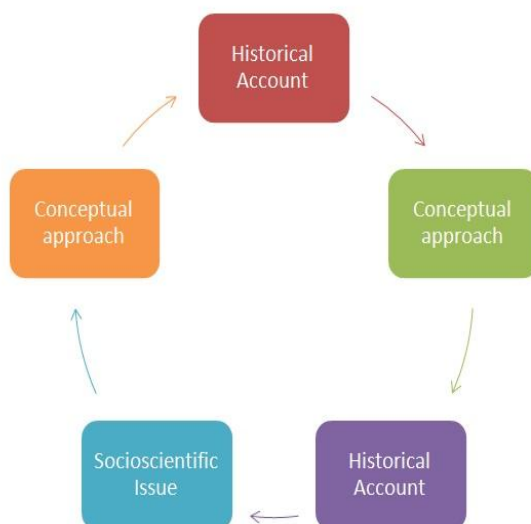 Historical
Account
Conceptual
approach
Conceptual
approach
Socioscientific
Issue
Historical
Account